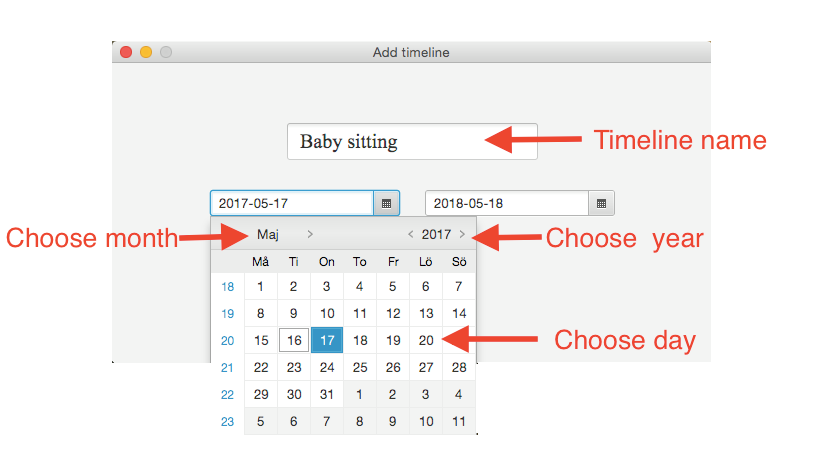 Add timeline
Baby sitting
Timeline name
2017-05-17 2018-05-18
Choose month Maj > < 2017 > Choose  year
Må Ti On To Fr Lö Sö
18 1 2 3 4 5 6 7
19 8 9 10 11 12 13 14
20 15 16 17 18 19 20 Choose day
21 22 23 24 25 26 27 28
22 29 30 31 1 2 3 4
23 5 6 7 8 9 10 11